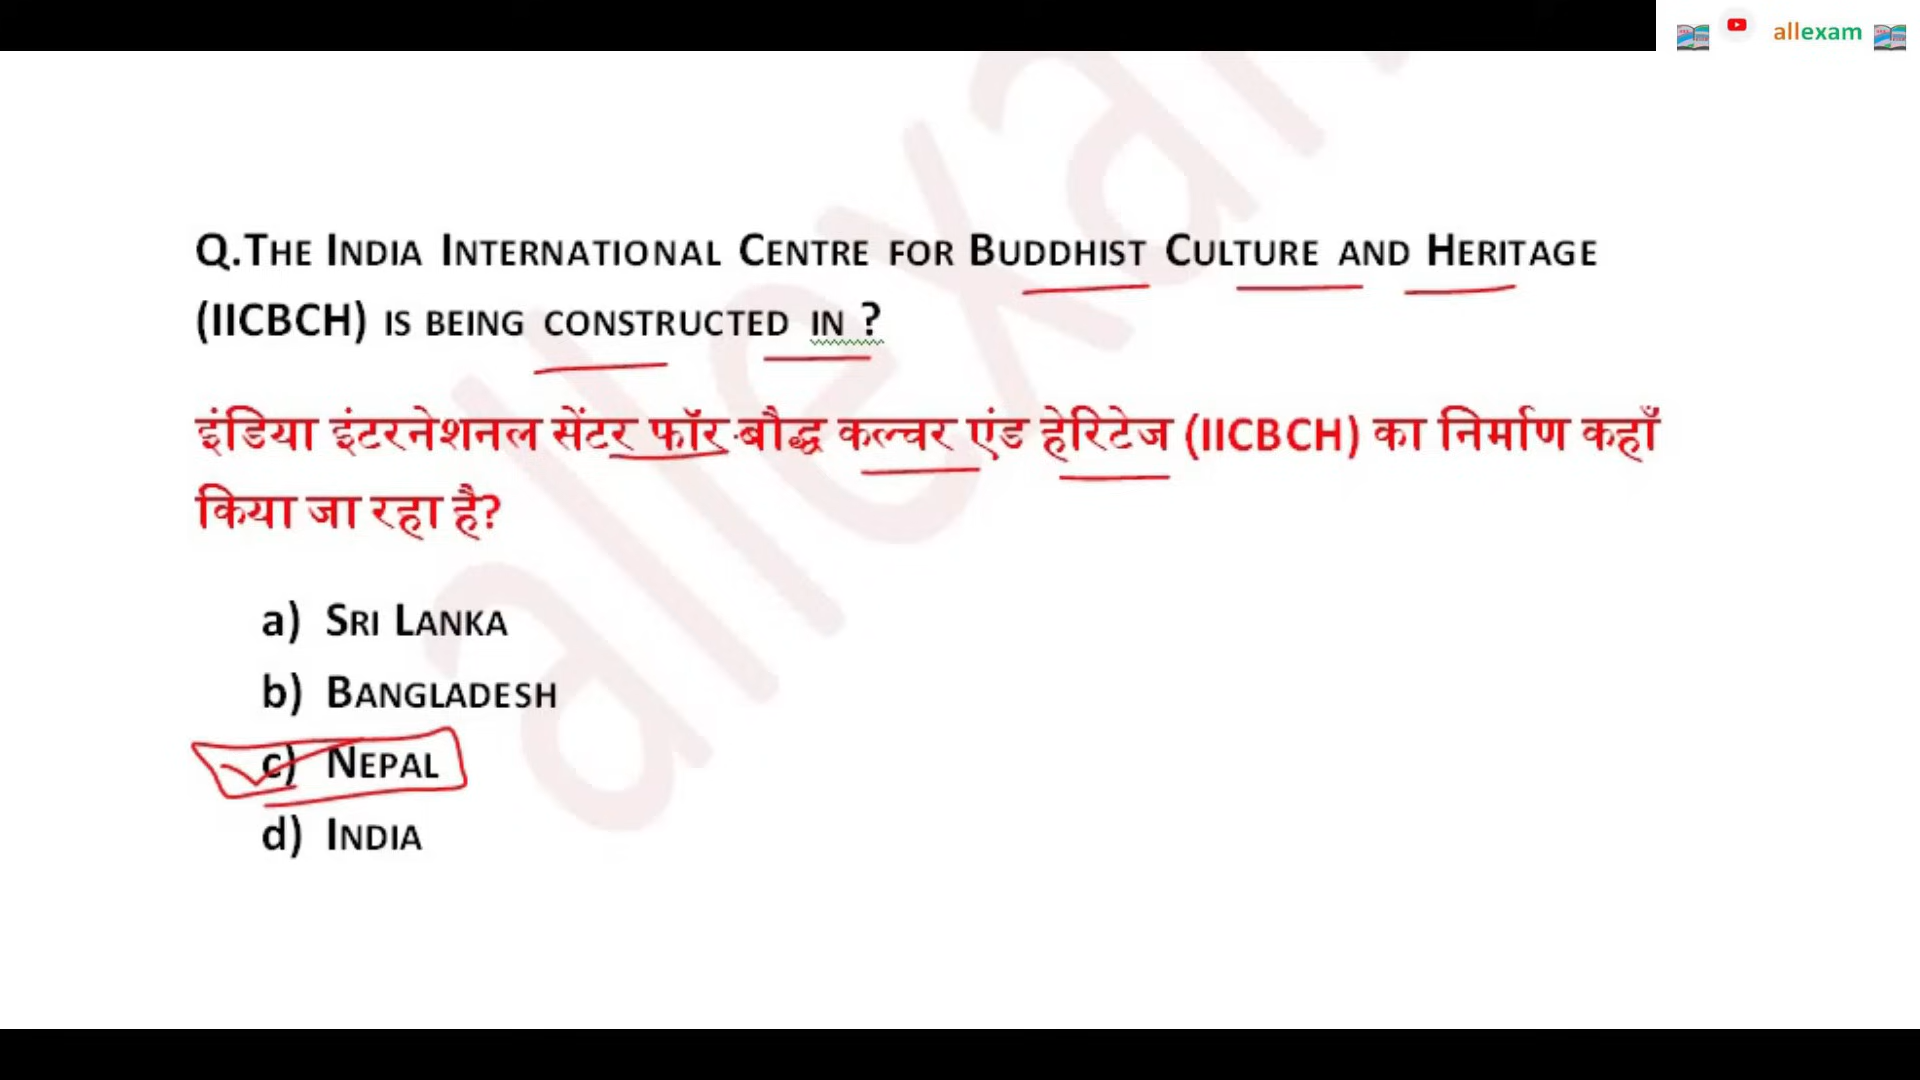 allexam
Q.The India International Centre for Buddhist Culture and Heritage
(IICBCH) is being constructed in ?
इंडिया इंटरनेशनल सेंटर फॉर बौद्ध कल्चर एंड हेरिटेज (IICBCH) का निर्माण कहाँ
किया जा रहा है?
a) Sri Lanka
b) Bangladesh
c) Nepal
d) India
allexam